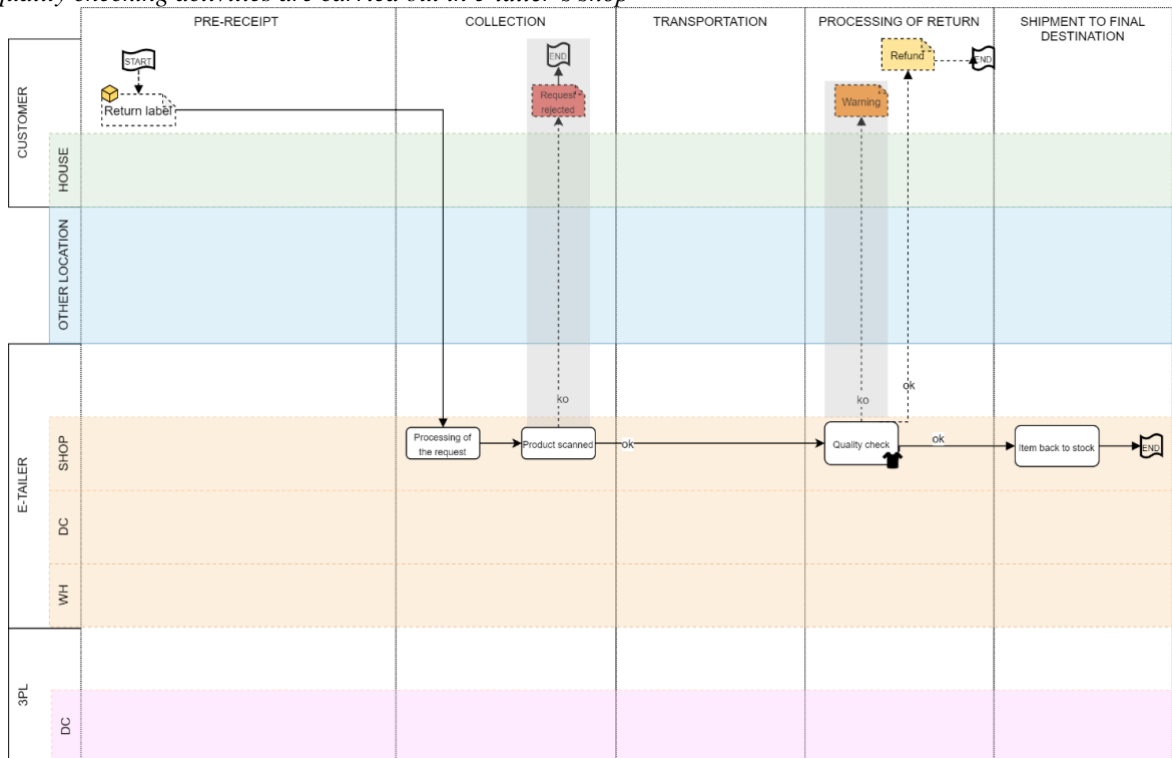 quality checking activities are carried out in e-tailer's shop
PRE-RECEIPT
COLLECTION
TRANSPORTATION
PROCESSING OF RETURN
SHIPMENT TO FINAL
DESTINATION
CUSTOMER
START
Return label
END
Request
rejected
Refund
END
Warning
HOUSE
OTHER LOCATION
E-TAILER
SHOP
Processing of
the request
ko
Product scanned
ok
ko
ok
Quality check
ok
Item back to stock
END
DC
WH
3PL
DC